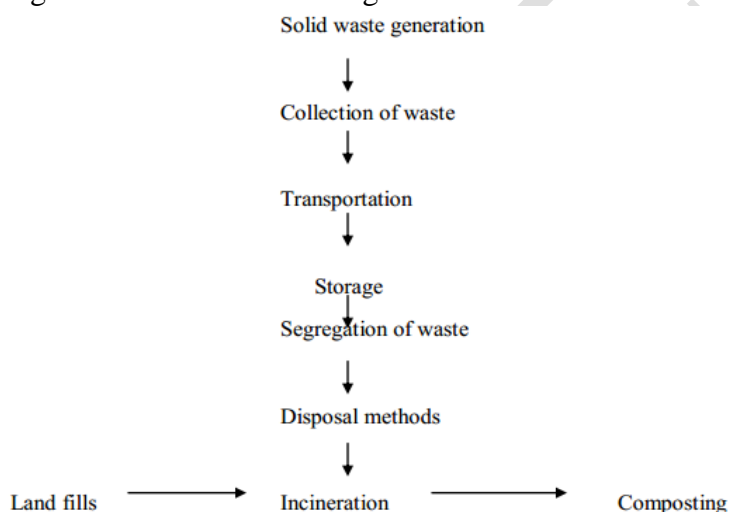 Solid waste generation
Collection of waste
Transportation
Storage
Segregation of waste
Disposal methods
Land fills Incineration Composting